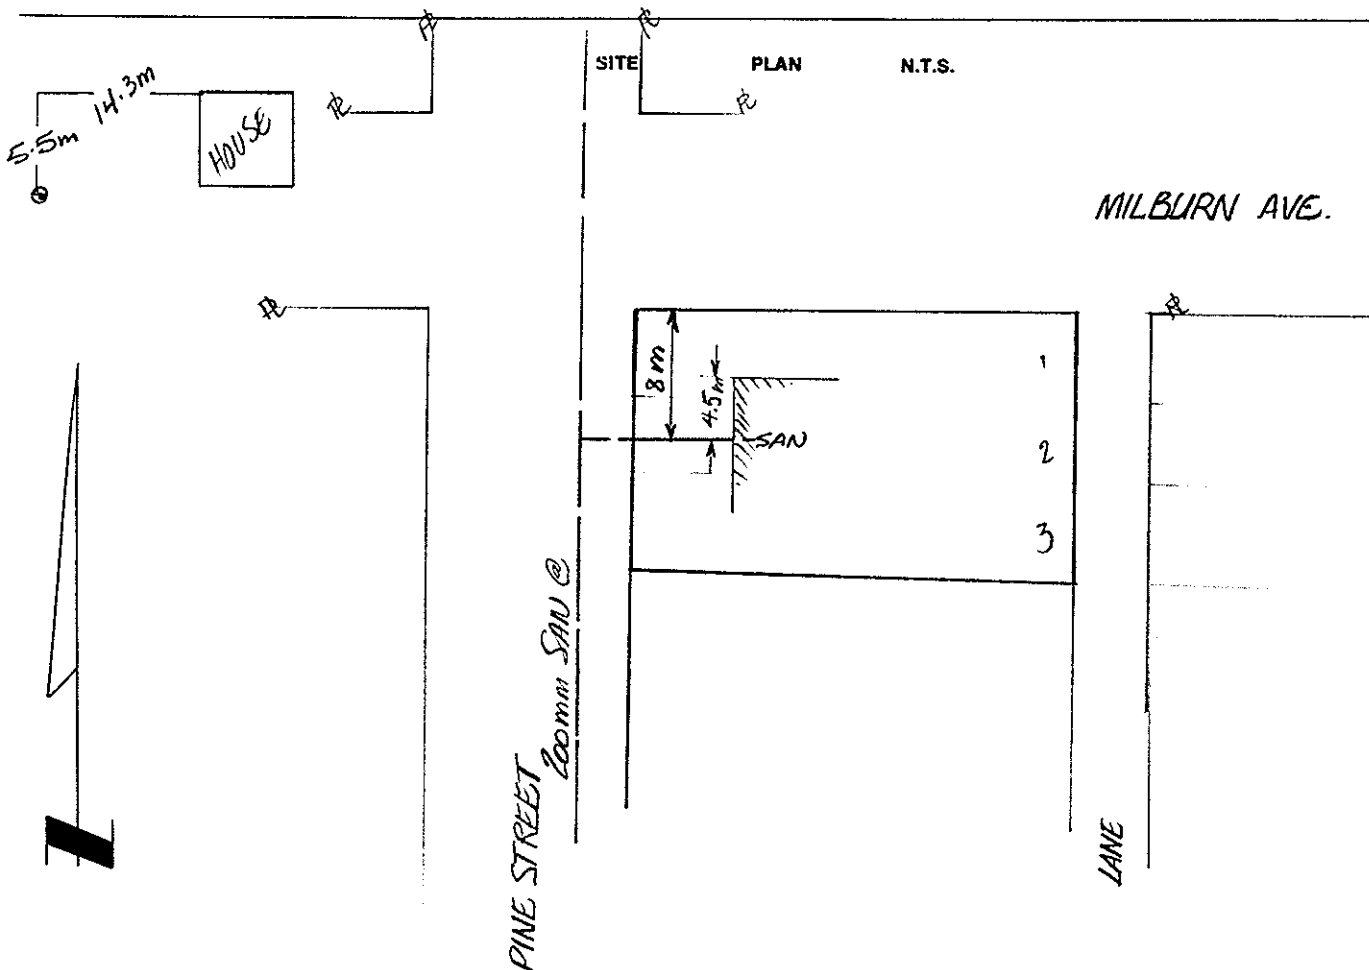 SITE PLAN N.T.S.
14.3m
5.5m
HOUSE
MILBURN AVE.
8m
4.5m
SAN
1
2
3
200mm SAN @
PINE STREET
LANE